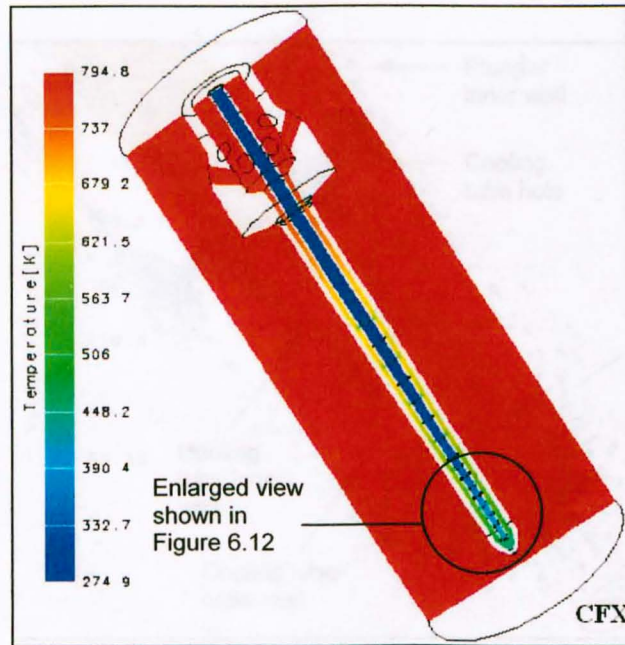 794.8
737
679 2
621.5
563 7
506
448.2
390 4
332.7
274 9
Temperature[K]
Enlarged view
shown in
Figure 6.12
CFX